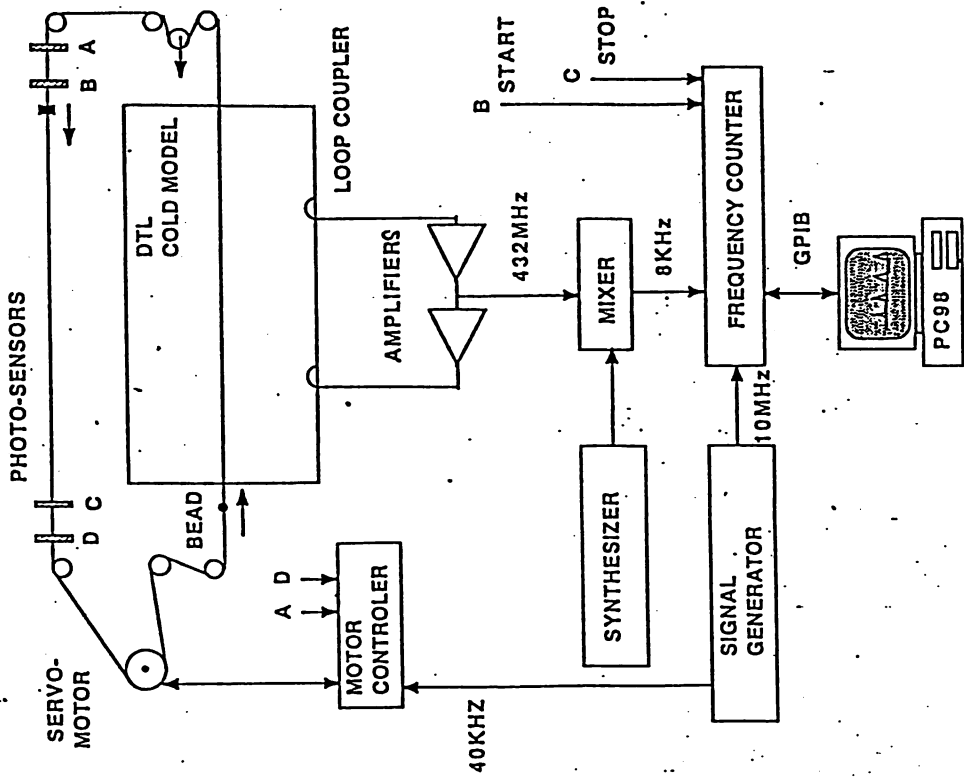 PHOTO-SENSORS
SERVO-
MOTOR
D
C
B
A
BEAD
DTL
COLD MODEL
LOOP COUPLER
A
D
MOTOR
CONTROLER
AMPLIFIERS
432MHz
B
START
C
STOP
40KHZ
SYNTHESIZER
MIXER
8KHz
SIGNAL
GENERATOR
10MHz
FREQUENCY COUNTER
GPIB
PC98